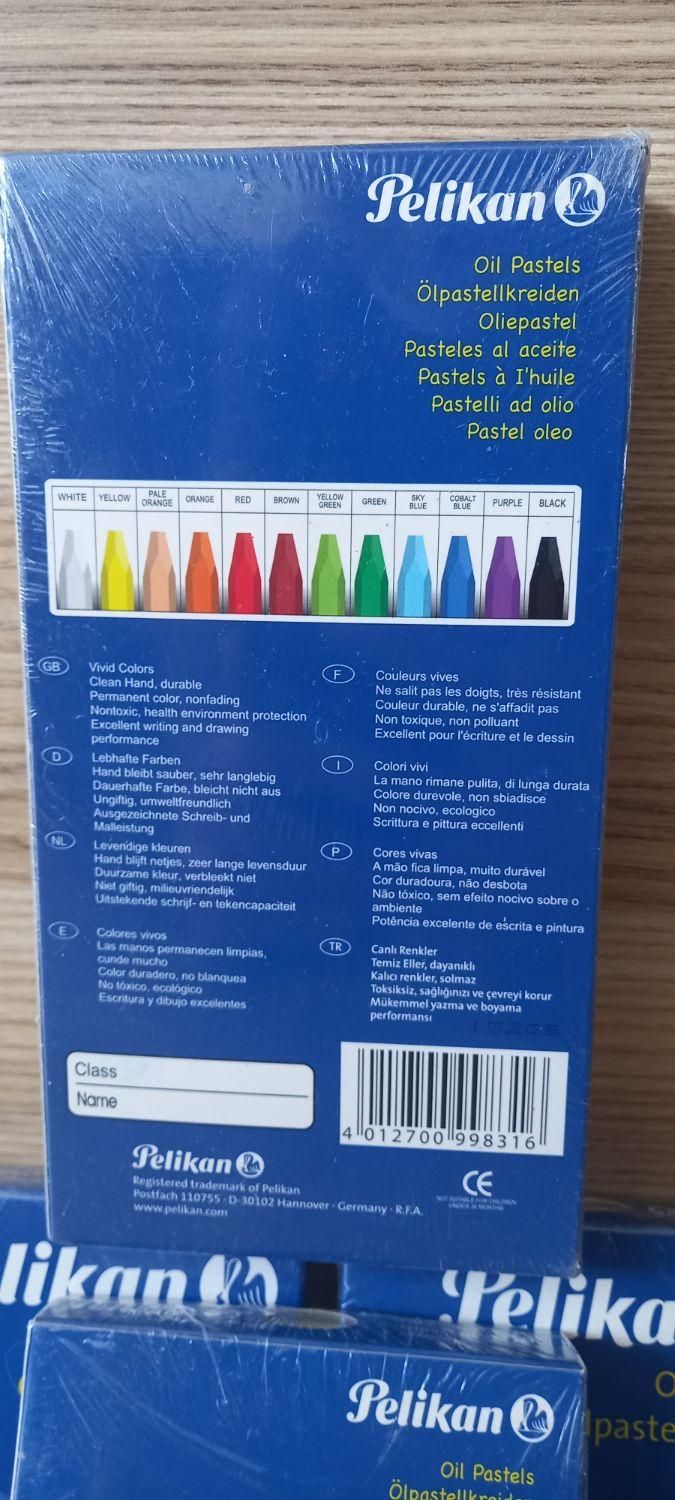 Pelikan
Oil Pastels
Ölpastellkreiden
Oliepastel
Pasteles al aceite
Pastels à I'huile
Pastelli ad olio
Pastel oleo
WHITE YELLOW PALE ORANGE ORANGE RED BROWN YELLOW GREEN GREEN SKY BLUE COBALT BLUE PURPLE BLACK
GB
Vivid Colors
Clean Hand, durable
Permanent color, nonfading
Nontoxic, health environment protection
Excellent writing and drawing
performance
D
Lebhafte Farben
Hand bleibt sauber, sehr langlebig
Dauerhafte Farbe, bleicht nicht aus
Ungiftig, umweltfreundlich
Ausgezeichnete Schreib- und
Malleistung
NL
Levendige kleuren
Hand blijft netjes, zeer lange levensduur
Duurzame kleur, verbleekt niet
Niet giftig, milieuvriendelijk
Uitstekende schrijf- en tekencapaciteit
E
Colores vivos
Las manos permanecen limpias,
cunde mucho
Color duradero, no blanquea
No tóxico, ecológico
Escritura y dibujo excelentes
F
Couleurs vives
Ne salit pas les doigts, très résistant
Couleur durable, ne s'affadit pas
Non toxique, non polluant
Excellent pour l'écriture et le dessin
I
Colori vivi
La mano rimane pulita, di lunga durata
Colore durevole, non sbiadisce
Non nocivo, ecologico
Scrittura e pittura eccellenti
P
Cores vivas
A mão fica limpa, muito durável
Cor duradoura, não desbota
Não tóxico, sem efeito nocivo sobre o
ambiente
Potência excelente de escrita e pintura
TR
Canlı Renkler
Temiz Eller, dayanıklı
Kalıcı renkler, solmaz
Toksiksiz, sağlığınızı ve çevreyi korur
Mükemmel yazma ve boyama
performansı
15235
Class
Name
4 012700 998316
Pelikan
Registered trademark of Pelikan
Postfach 110755 · D-30102 Hannover · Germany · R.F.A.
www.pelikan.com
CE
NOT SUITABLE FOR CHILDREN
UNDER 36 MONTHS
likan
Pelika
O
lpaste
Pelikan
Oil Pastels
Ölpastellkreiden